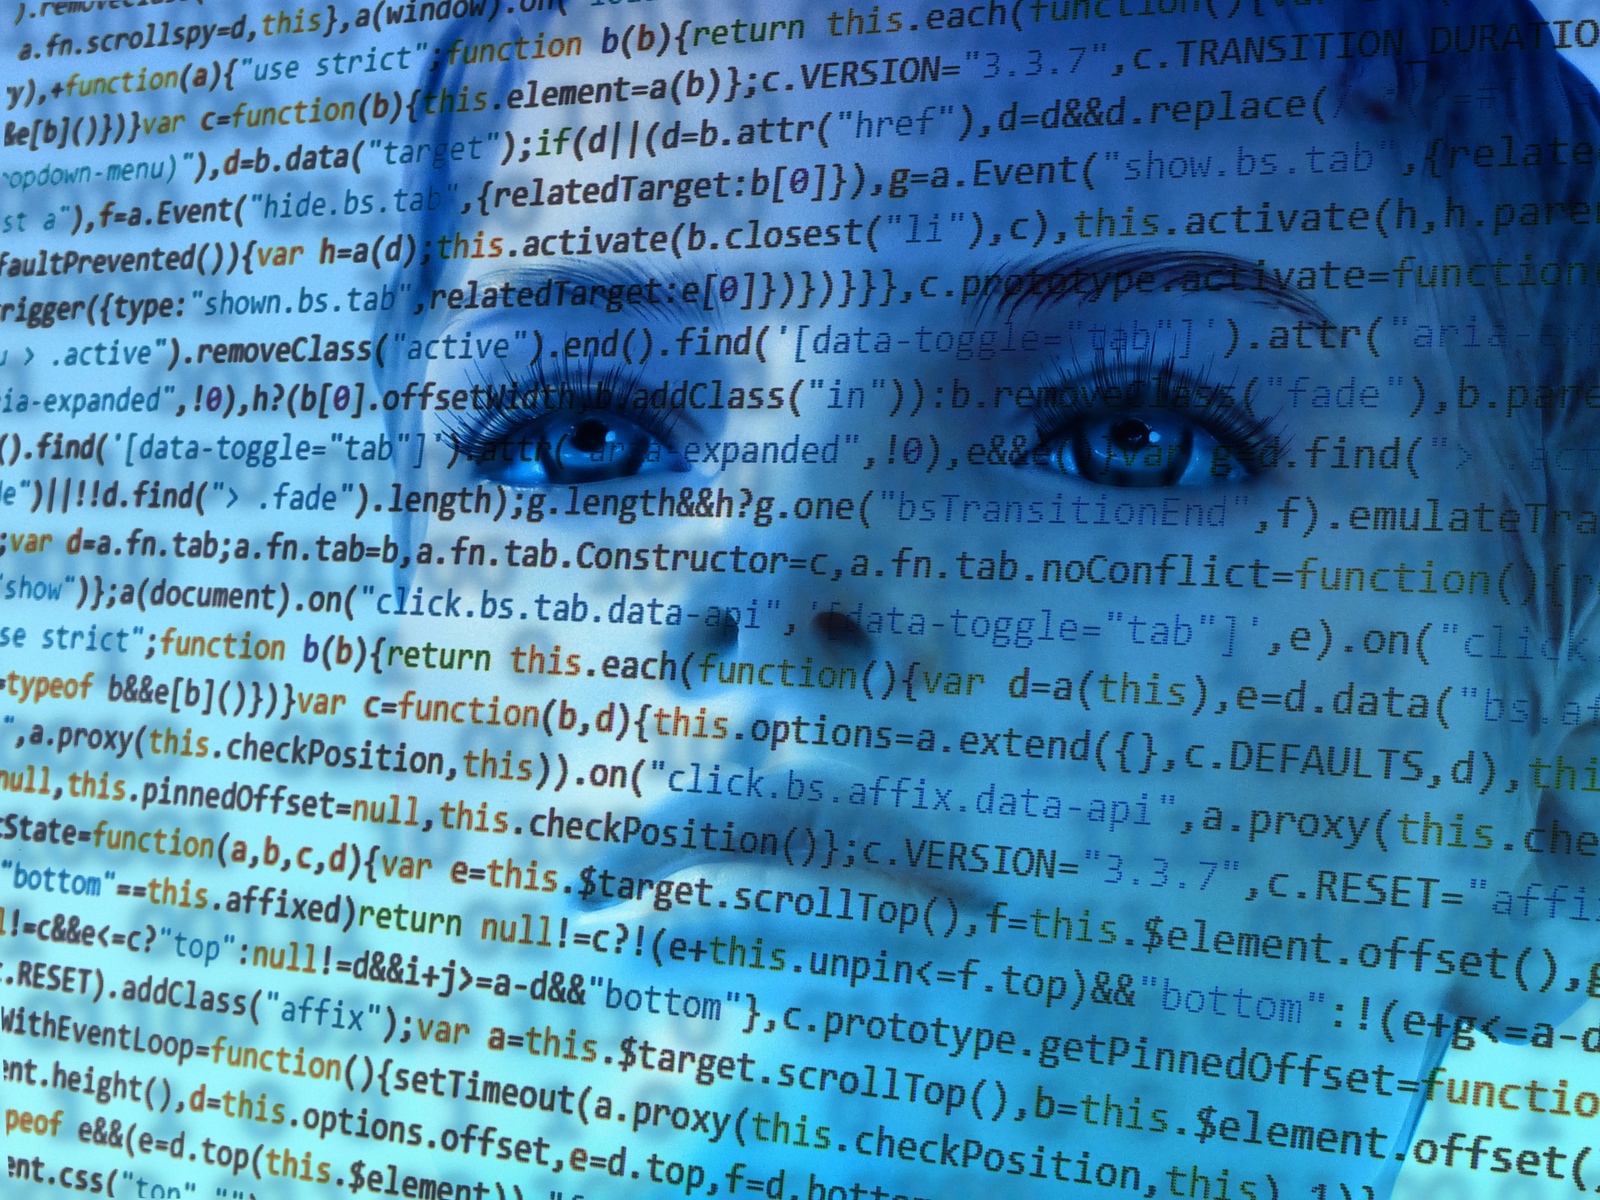 ).removeClass( a.fn.scrollspy=d,this},a(window).on(
y),+function(a){"use strict";function b(b){return this.each(function(){
&e[b]()})}var c=function(b){this.element=a(b)};c.VERSION="3.3.7",c.TRANSITION_DURATIO
opdown-menu)"),d=b.data("target");if(d||(d=b.attr("href"),d=d&&d.replace(
st a"),f=a.Event("hide.bs.tab",{relatedTarget:b[0]}),g=a.Event("show.bs.tab",{relate
faultPrevented()){var h=a(d);this.activate(b.closest("li"),c),this.activate(h,h.pare
rigger({type:"shown.bs.tab",relatedTarget:e[0]})})}}},c.prototype.activate=function
> .active").removeClass("active").end().find('[data-toggle="tab"]').attr("aria-exp
ia-expanded",!0),h?(b[0].offsetWidth,b.addClass("in")):b.removeClass("fade"),b.pare
().find('[data-toggle="tab"]').attr("aria-expanded",!0),e&&e()}var g=d.find(">
e")||!!d.find("> .fade").length);g.length&&h?g.one("bsTransitionEnd",f).emulateTra
;var d=a.fn.tab;a.fn.tab=b,a.fn.tab.Constructor=c,a.fn.tab.noConflict=function(){
"show")};a(document).on("click.bs.tab.data-api",'[data-toggle="tab"]',e).on("click
se strict";function b(b){return this.each(function(){var d=a(this),e=d.data("bs.af
=typeof b&&e[b]()})}var c=function(b,d){this.options=a.extend({},c.DEFAULTS,d),thi
",a.proxy(this.checkPosition,this)).on("click.bs.affix.data-api",a.proxy(this.che
null,this.pinnedOffset=null,this.checkPosition()};c.VERSION="3.3.7",c.RESET="affi
tState=function(a,b,c,d){var e=this.$target.scrollTop(),f=this.$element.offset(),g
"bottom"==this.affixed)return null!=c?!(e+this.unpin<=f.top)&&"bottom":!(e+g<=a-d
l!=c&&e<=c?"top":null!=d&&i+j>=a-d&&"bottom"},c.prototype.getPinnedOffset=functio
.RESET).addClass("affix");var a=this.$target.scrollTop(),b=this.$element.offset(
WithEventLoop=function(){setTimeout(a.proxy(this.checkPosition,this),1)}
ent.height(),d=this.options.offset,e=d.top,f=d.bottom
peof e&&(e=d.top(this.$element)),
ent.css("top","")